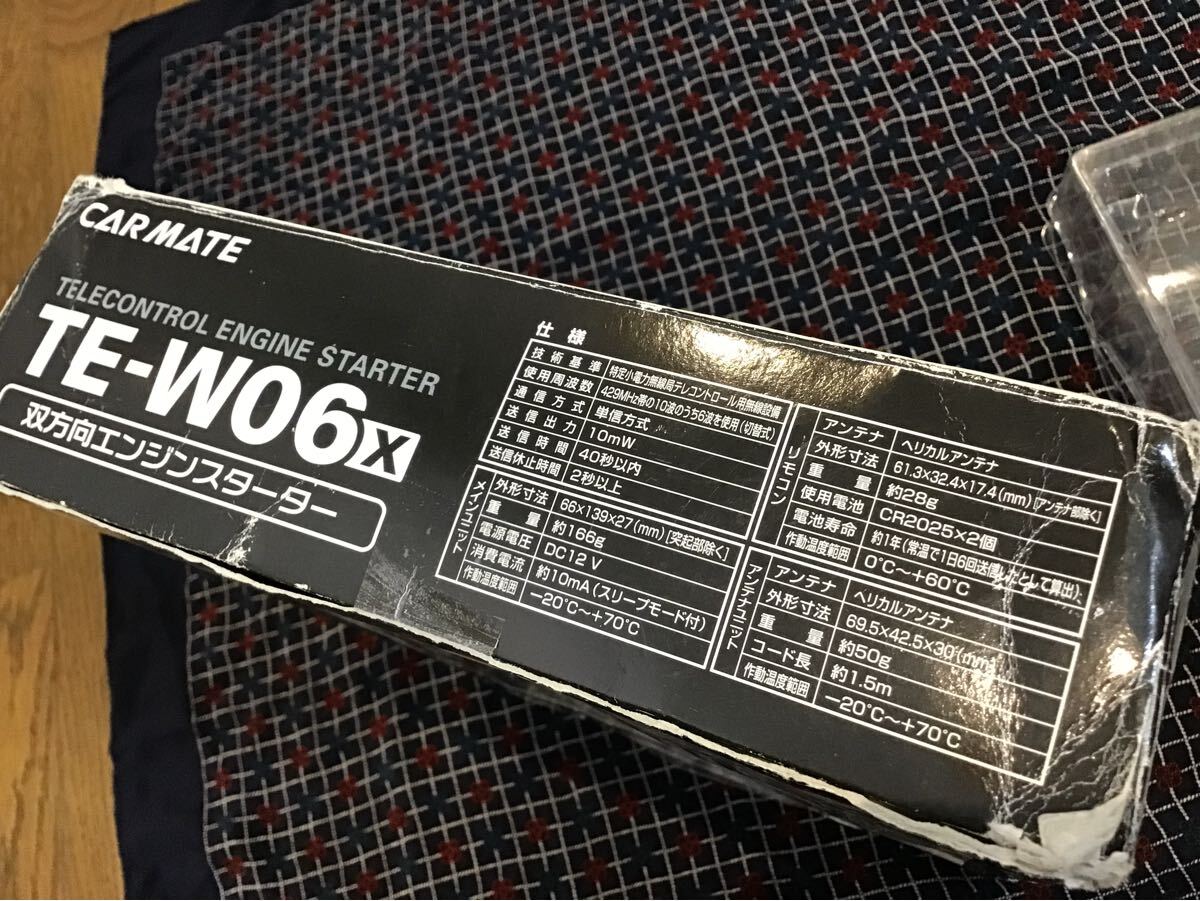 CARMATE
TELECONTROL ENGINE STARTER
TE-W06X
双方向エンジンスターター
仕様
技術基準 特定小電力無線局テレコントロール用無線設備
使用周波数 429MHz帯の10波のうち6波を使用(切替式)
通信方式 単信方式
送信出力 10mW
送信時間 40秒以内
送信休止時間 2秒以上
メインユニット
外形寸法 66×139×27(mm)[突起部除く]
重量 約166g
電源電圧 DC12V
消費電流 約10mA(スリープモード付)
作動温度範囲 −20℃〜+70℃
リモコン
アンテナ ヘリカルアンテナ
外形寸法 61.3×32.4×17.4(mm)[アンテナ部除く]
重量 約28g
使用電池 CR2025×2個
電池寿命 約1年(常温で1日6回送信したとして算出)
作動温度範囲 0℃〜+60℃
アンテナユニット
アンテナ ヘリカルアンテナ
外形寸法 69.5×42.5×30(mm)
重量 約50g
コード長 約1.5m
作動温度範囲 −20℃〜+70℃